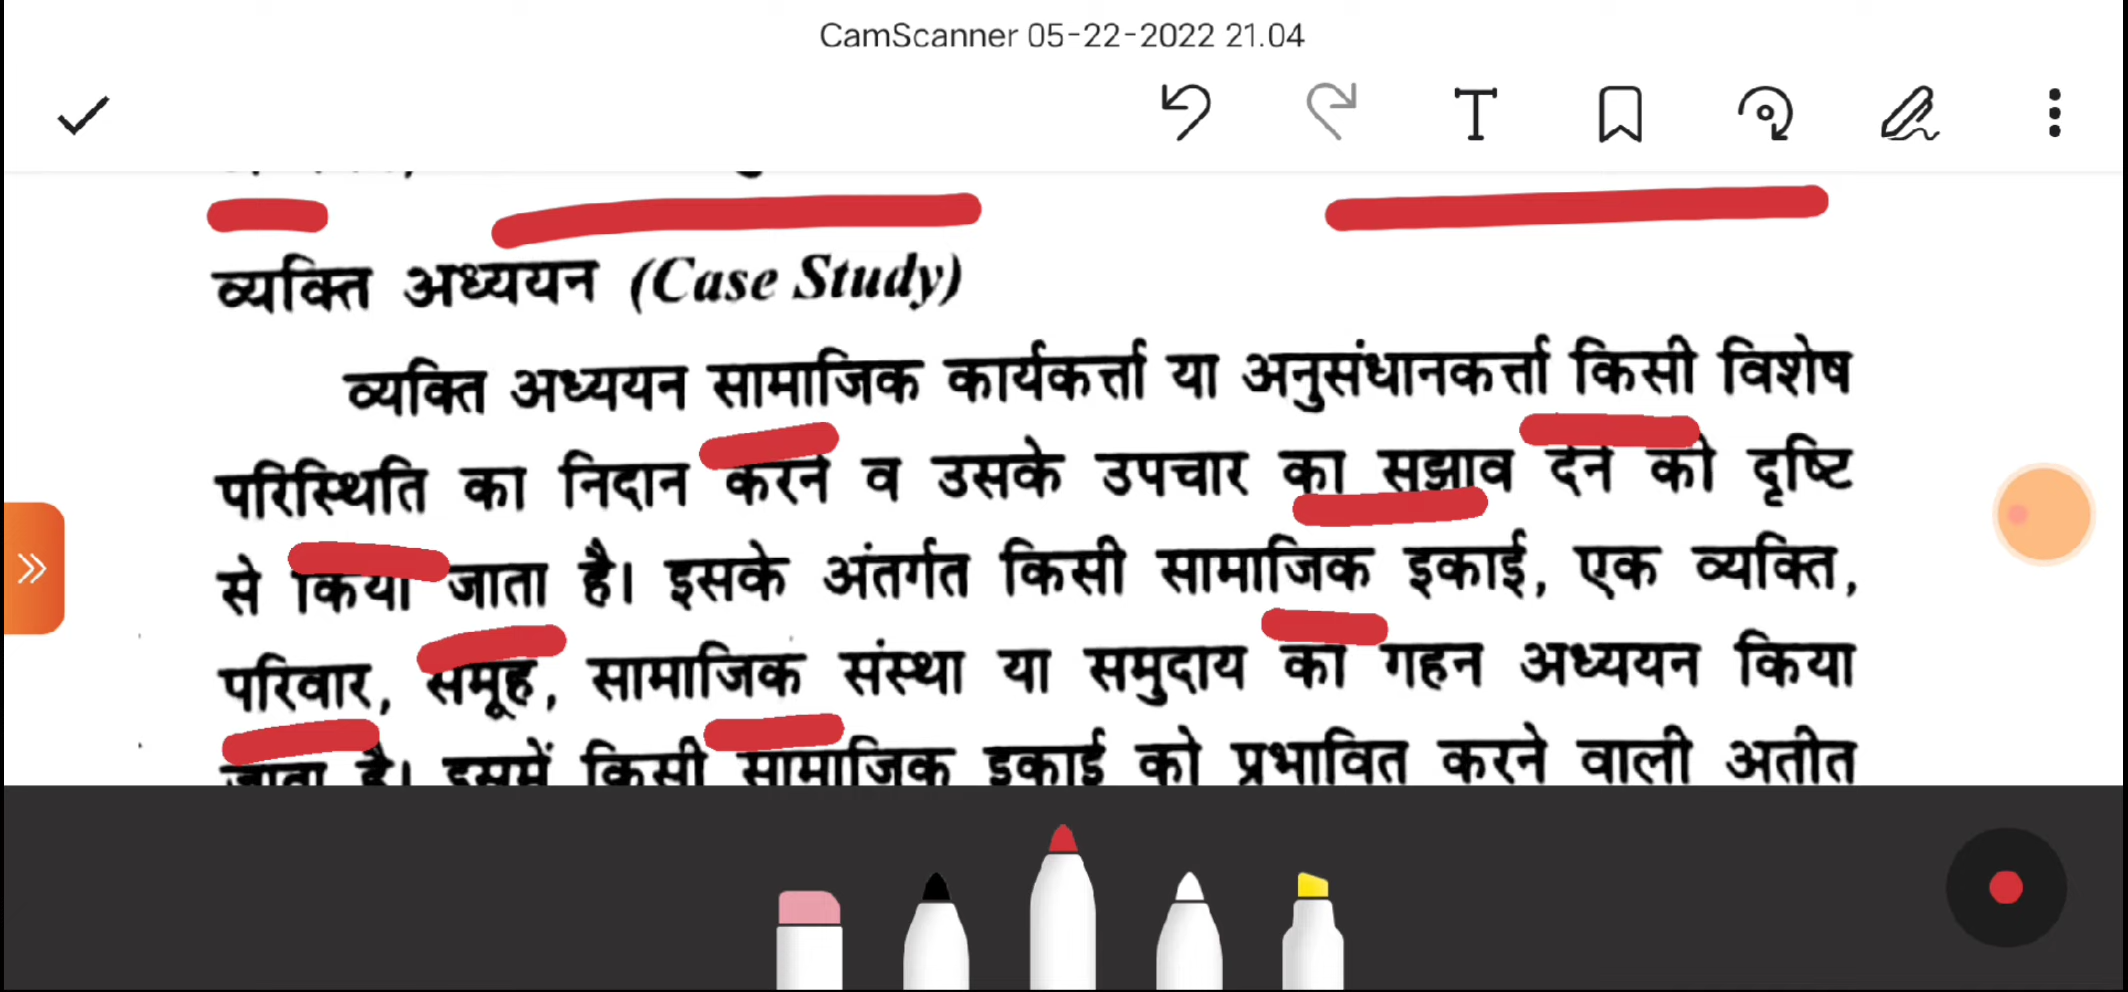 CamScanner 05-22-2022 21.04
व्यक्ति अध्ययन (Case Study)
व्यक्ति अध्ययन सामाजिक कार्यकर्त्ता या अनुसंधानकर्त्ता किसी विशेष
परिस्थिति का निदान करने व उसके उपचार का सझाव देने की दृष्टि
से किया जाता है। इसके अंतर्गत किसी सामाजिक इकाई, एक व्यक्ति,
परिवार, समूह, सामाजिक संस्था या समुदाय का गहन अध्ययन किया
जाता है। इसमें किसी सामाजिक इकाई को प्रभावित करने वाली अतीत